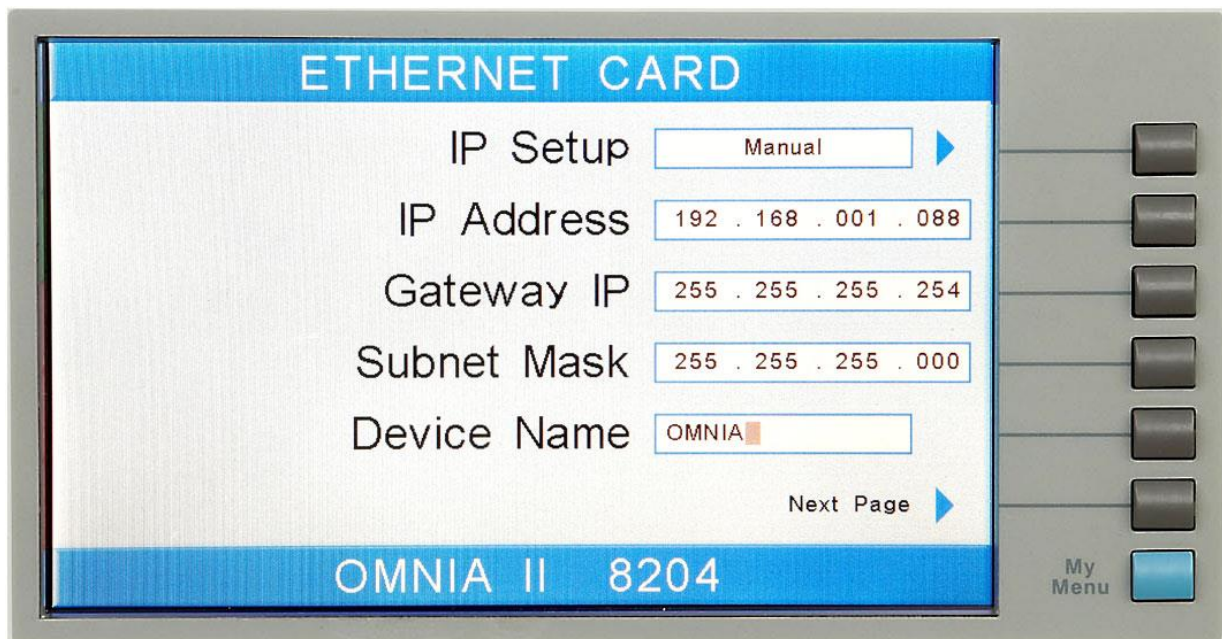 ETHERNET CARD
IP Setup Manual
IP Address 192 . 168 . 001 . 088
Gateway IP 255 . 255 . 255 . 254
Subnet Mask 255 . 255 . 255 . 000
Device Name OMNIA
Next Page
OMNIA II 8204
My
Menu